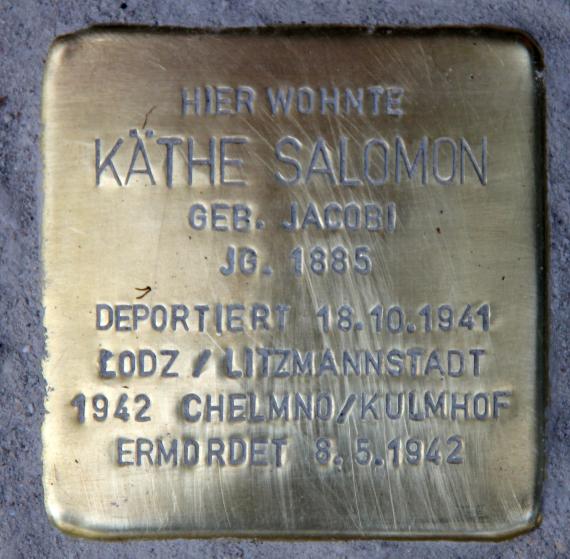 HIER WOHNTE
KÄTHE SALOMON
GEB. JACOBI
JG. 1885
DEPORTIERT 18.10.1941
ŁODZ / LITZMANNSTADT
1942 CHELMNO/KULMHOF
ERMORDET 8.5.1942